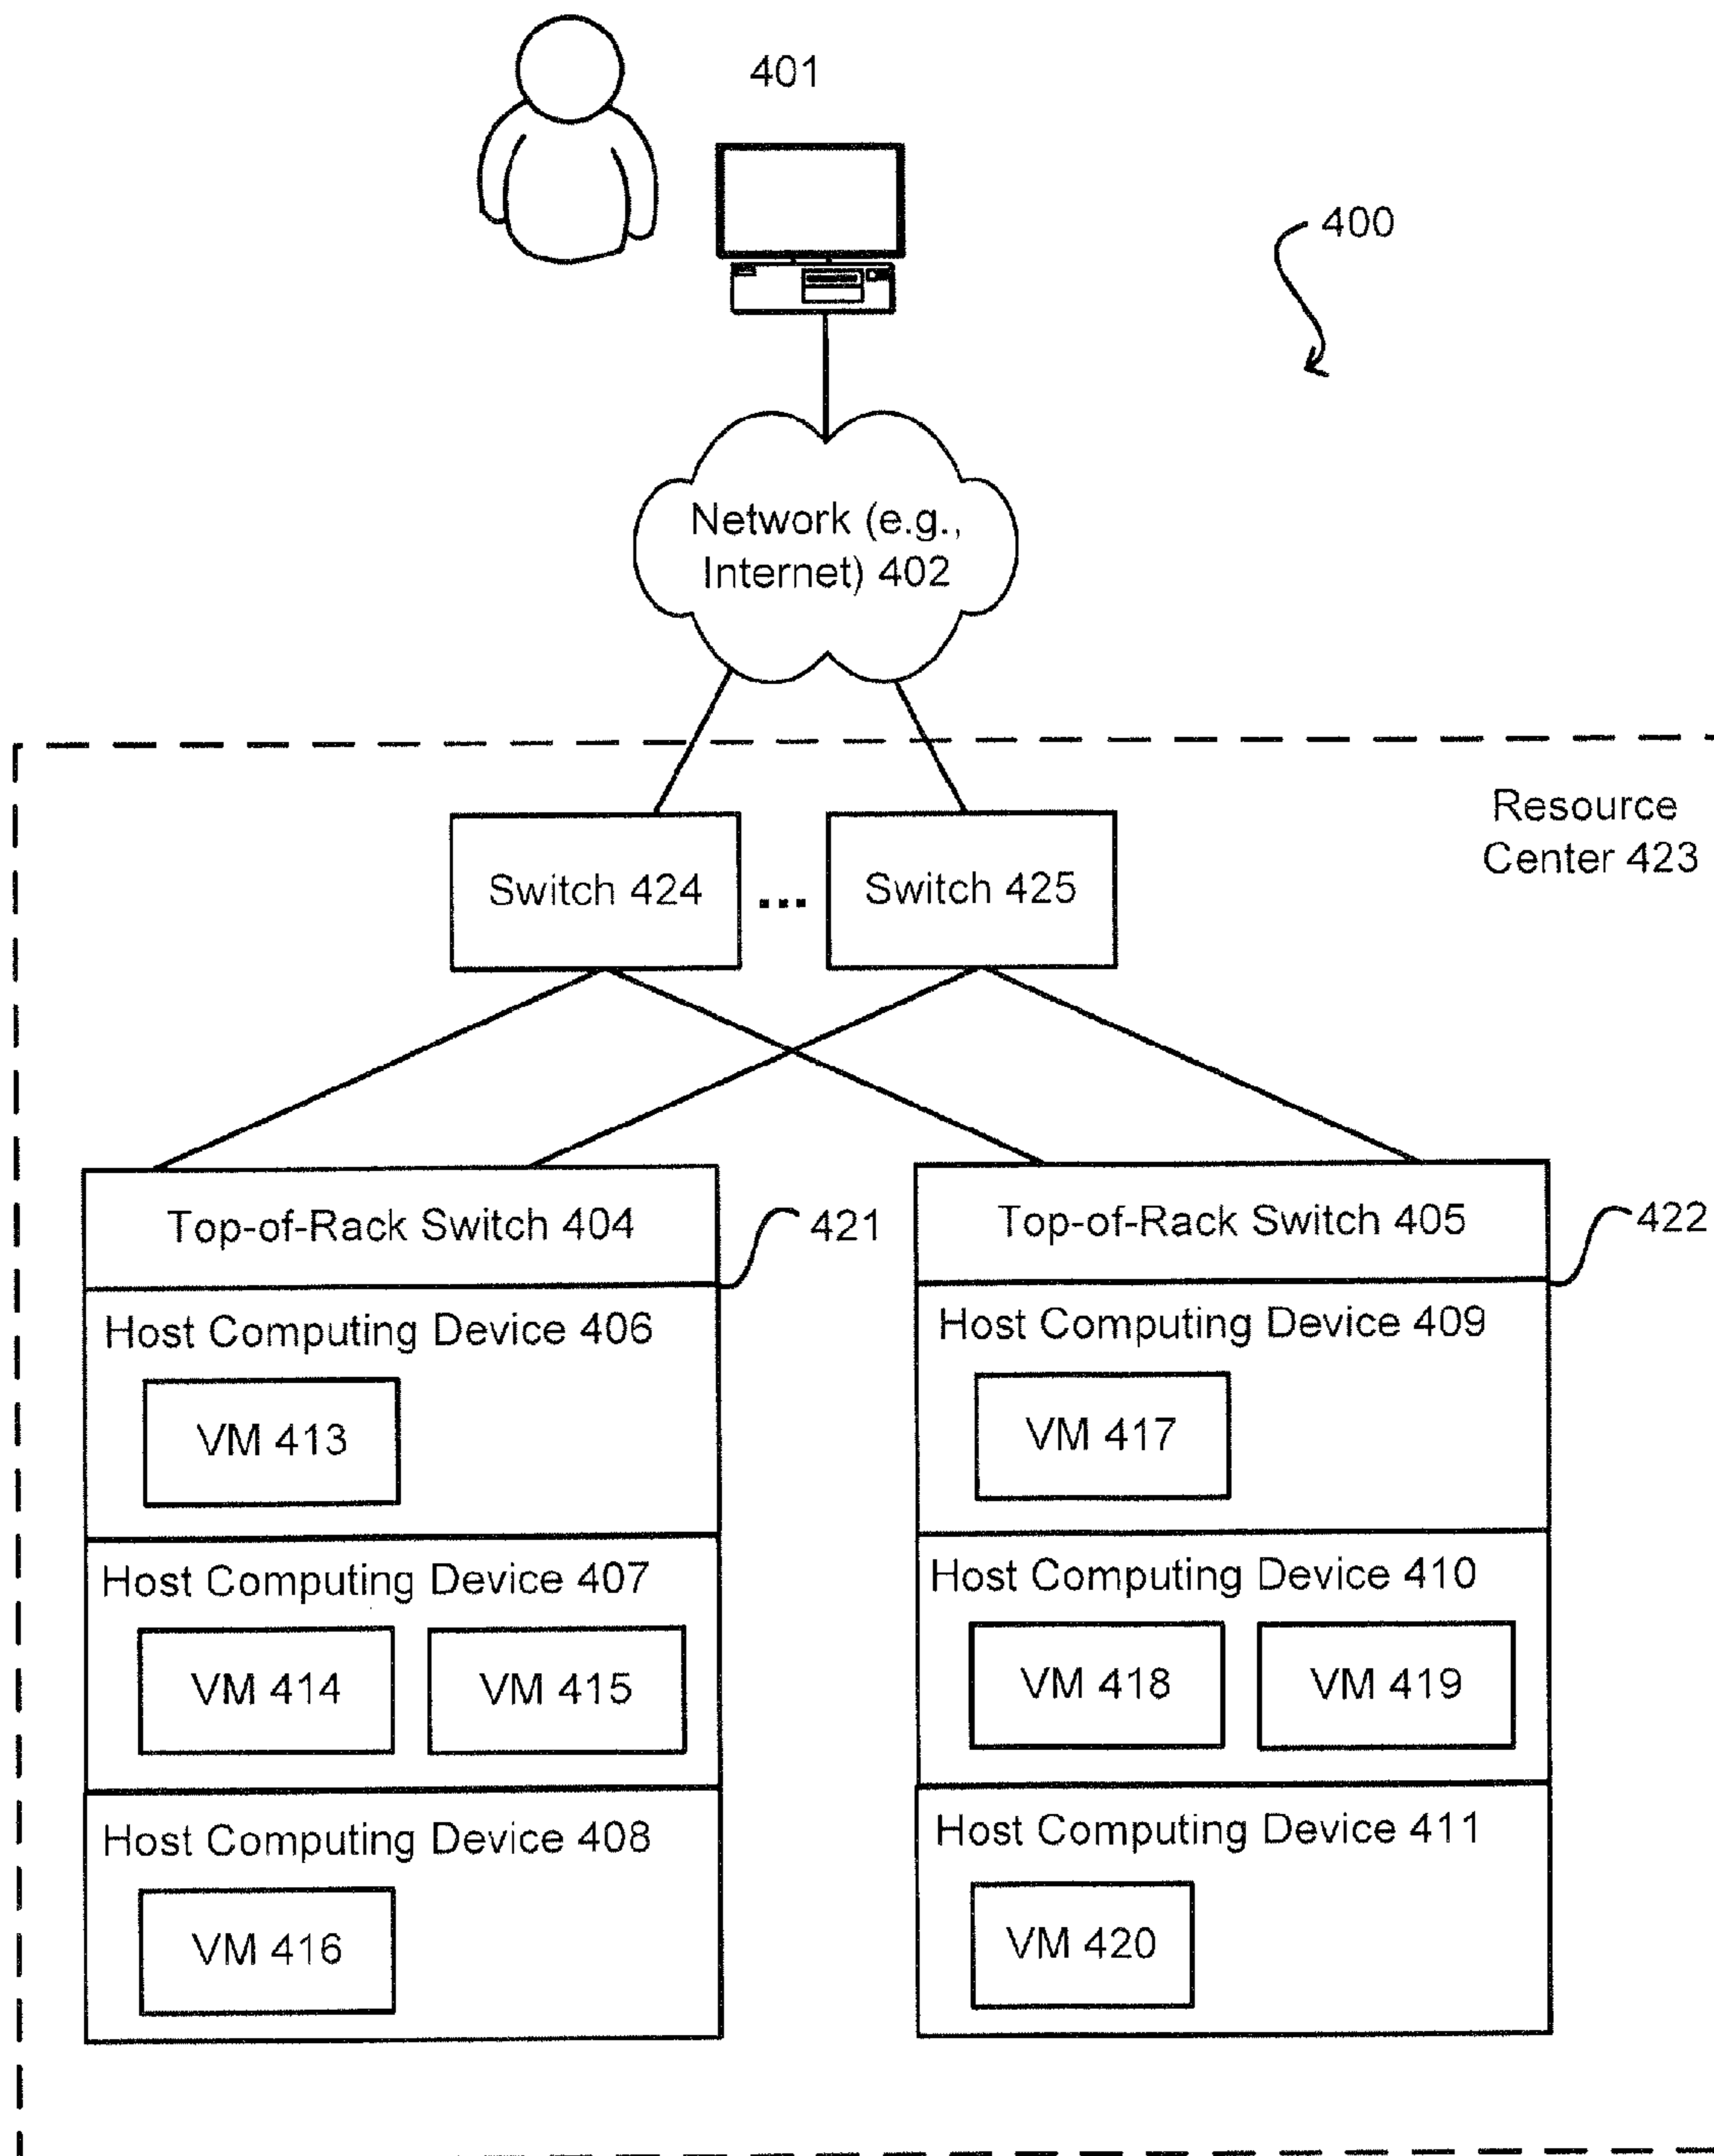 401
400
Network (e.g.,
Internet) 402
Resource
Center 423
Switch 424
...
Switch 425
Top-of-Rack Switch 404
421
Top-of-Rack Switch 405
422
Host Computing Device 406
VM 413
Host Computing Device 407
VM 414
VM 415
Host Computing Device 408
VM 416
Host Computing Device 409
VM 417
Host Computing Device 410
VM 418
VM 419
Host Computing Device 411
VM 420